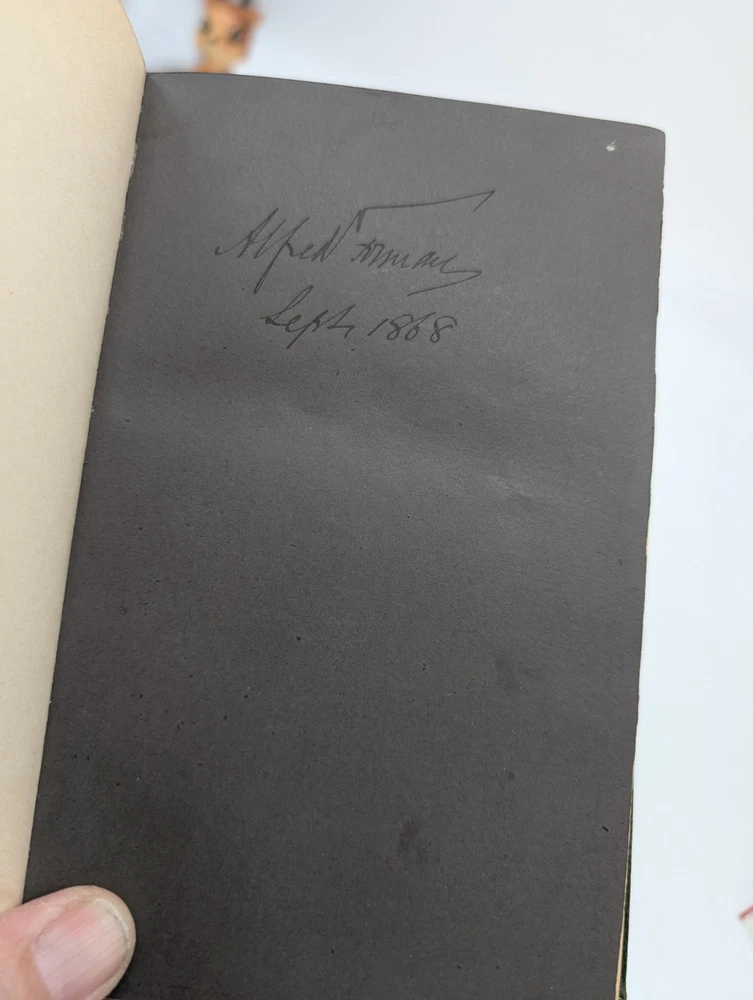 Alfred Forman
Sept, 1868